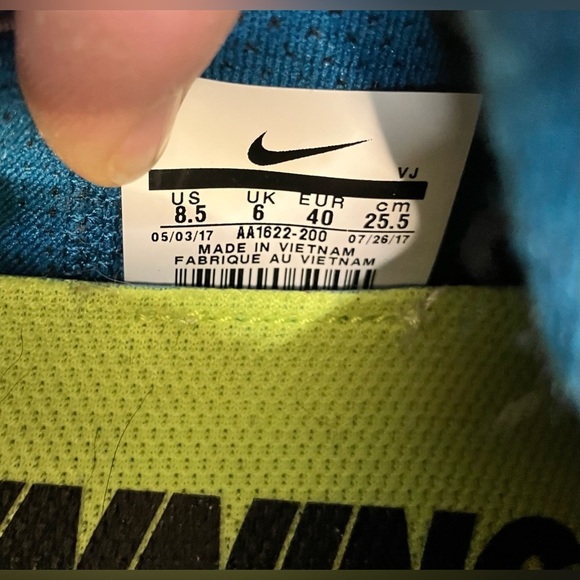 VJ
US UK EUR cm
8.5 6 40 25.5
05/03/17 AA1622-200 07/26/17
MADE IN VIETNAM
FABRIQUE AU VIETNAM